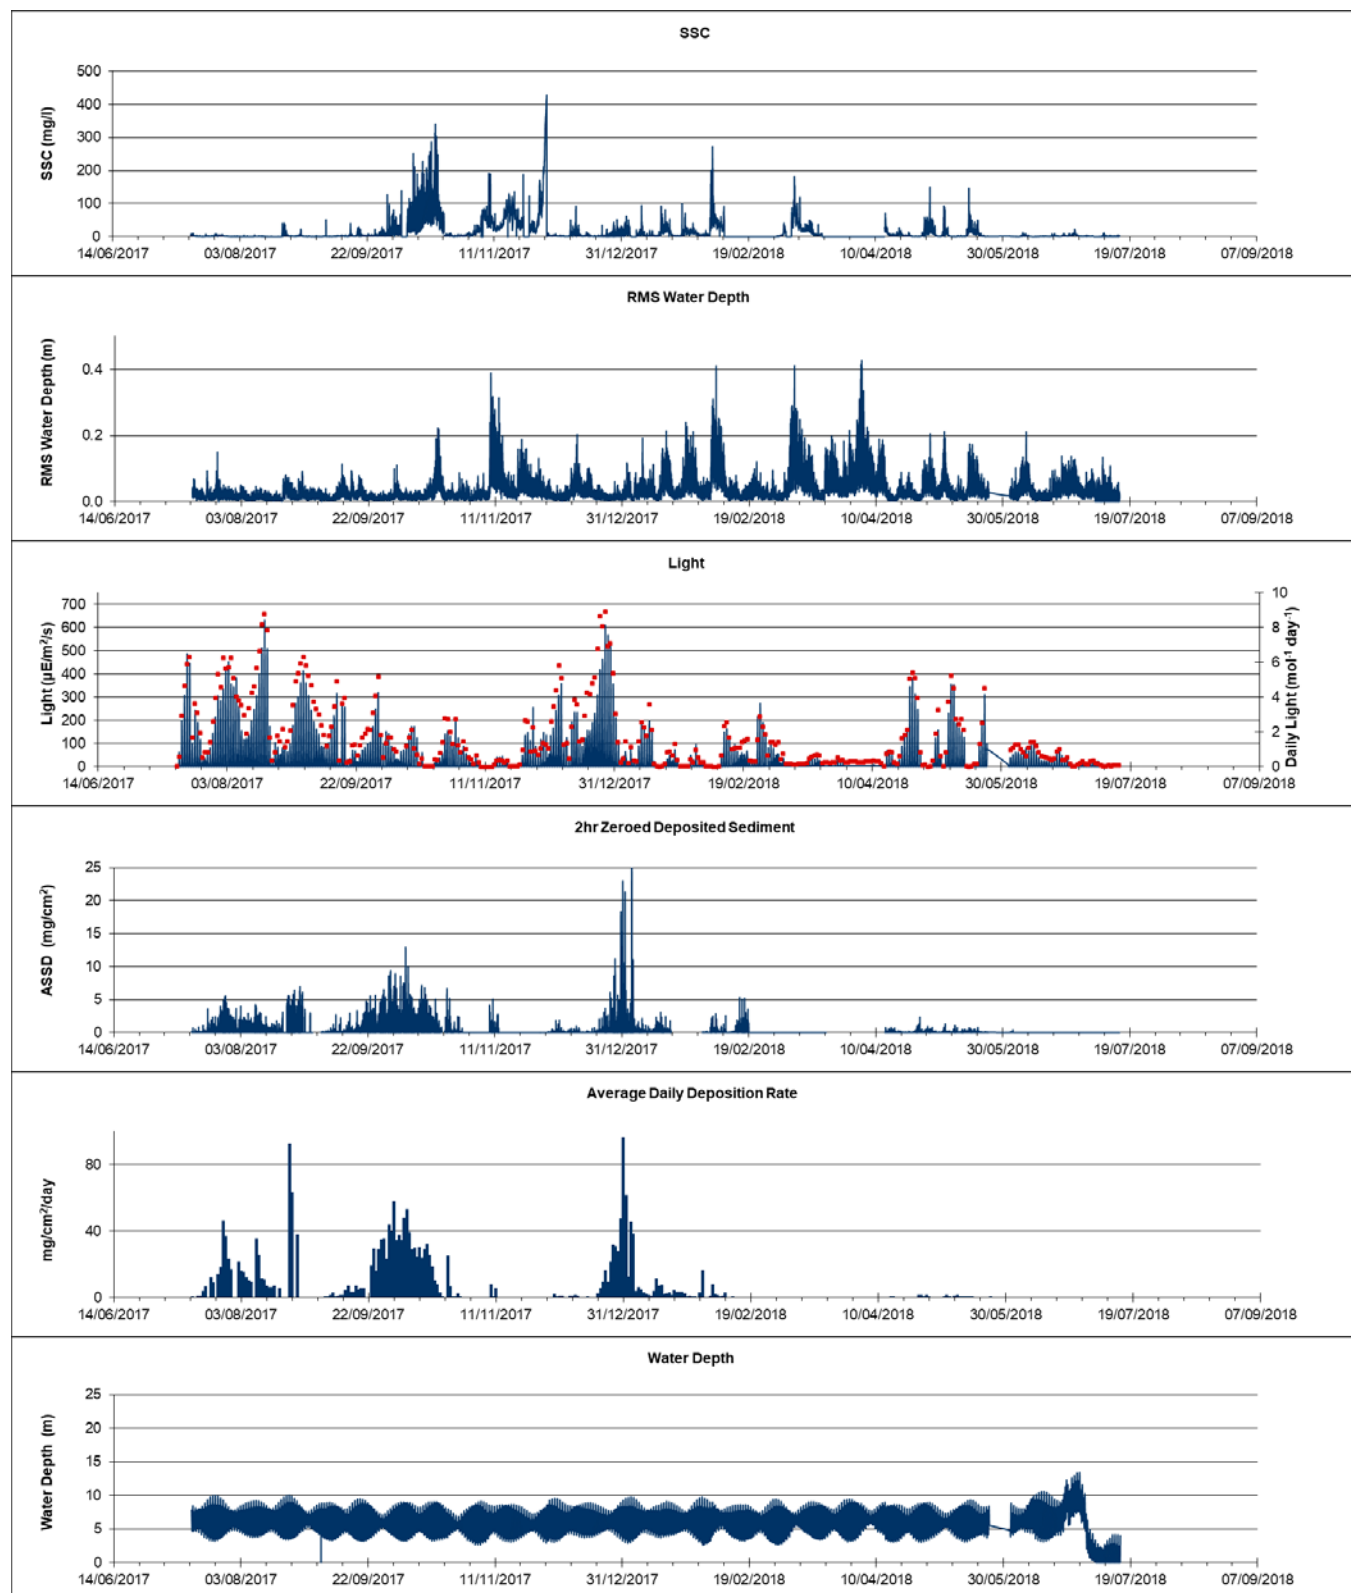 SSC
SSC (mg/l)
500
400
300
200
100
0
14/06/2017 03/08/2017 22/09/2017 11/11/2017 31/12/2017 19/02/2018 10/04/2018 30/05/2018 19/07/2018 07/09/2018
RMS Water Depth
RMS Water Depth (m)
0.4
0.2
0.0
14/06/2017 03/08/2017 22/09/2017 11/11/2017 31/12/2017 19/02/2018 10/04/2018 30/05/2018 19/07/2018 07/09/2018
Light
Light (µE/m²/s)
700
600
500
400
300
200
100
0
10
8
6
4
2
0
Daily Light (mol⁻¹ day⁻¹)
14/06/2017 03/08/2017 22/09/2017 11/11/2017 31/12/2017 19/02/2018 10/04/2018 30/05/2018 19/07/2018 07/09/2018
2hr Zeroed Deposited Sediment
ASSD (mg/cm²)
25
20
15
10
5
0
14/06/2017 03/08/2017 22/09/2017 11/11/2017 31/12/2017 19/02/2018 10/04/2018 30/05/2018 19/07/2018 07/09/2018
Average Daily Deposition Rate
mg/cm²/day
80
40
0
14/06/2017 03/08/2017 22/09/2017 11/11/2017 31/12/2017 19/02/2018 10/04/2018 30/05/2018 19/07/2018 07/09/2018
Water Depth
Water Depth (m)
25
20
15
10
5
0
14/06/2017 03/08/2017 22/09/2017 11/11/2017 31/12/2017 19/02/2018 10/04/2018 30/05/2018 19/07/2018 07/09/2018